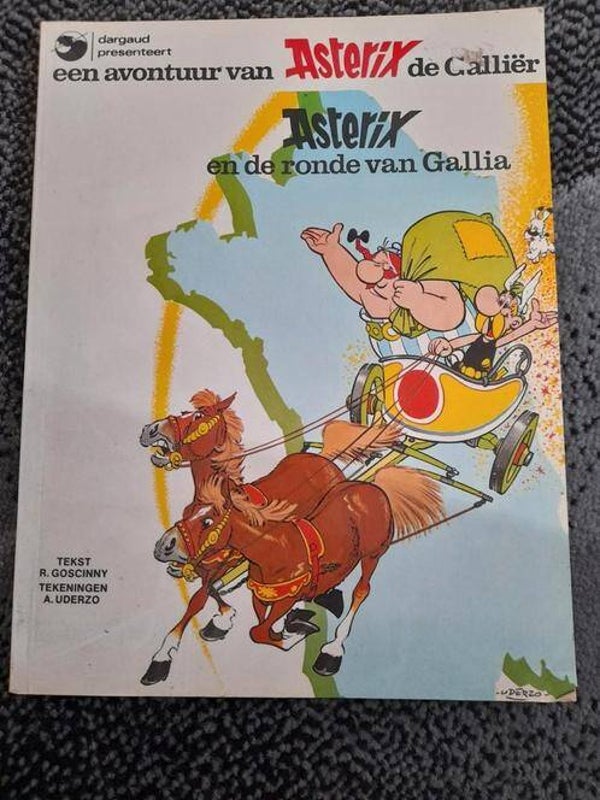 dargaud
presenteert
een avontuur van Asterix de Galliër
Asterix
en de ronde van Gallia
TEKST
R. GOSCINNY
TEKENINGEN
A. UDERZO
-UDERZO-